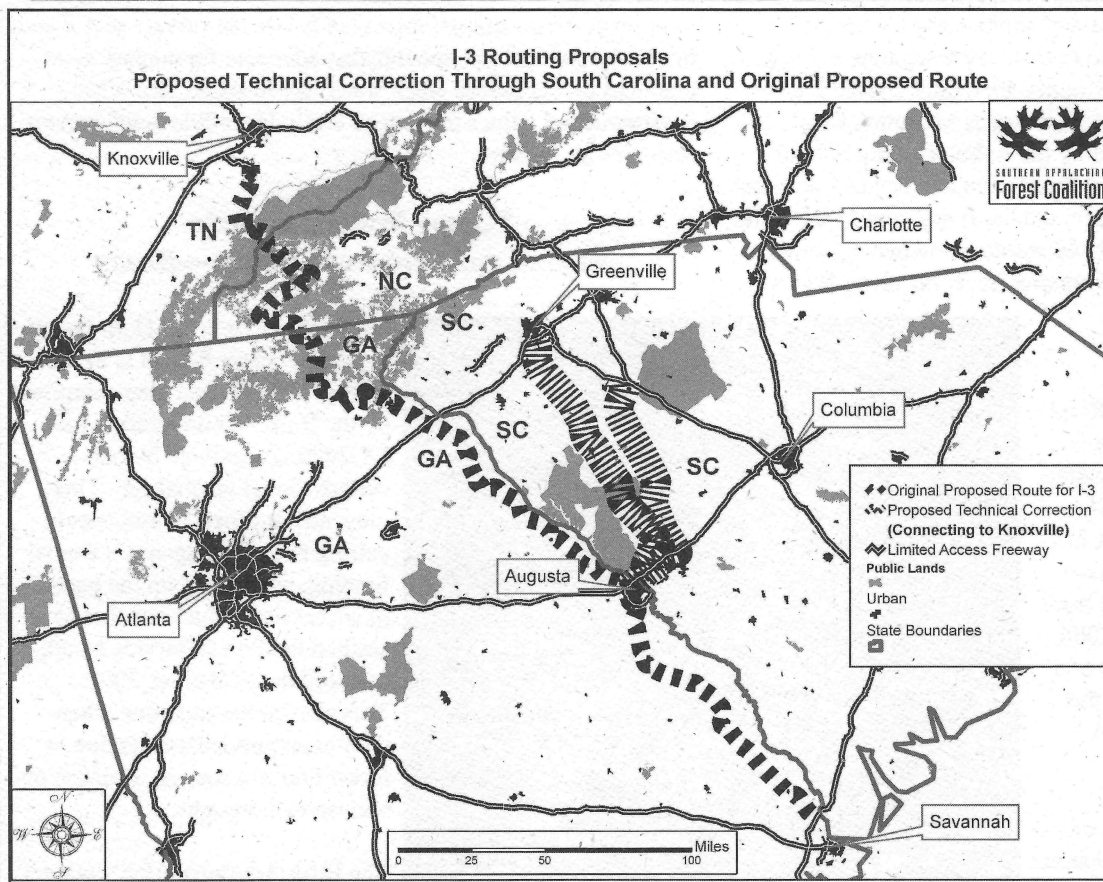 I-3 Routing Proposals
Proposed Technical Correction Through South Carolina and Original Proposed Route
SOUTHERN APPALACHIAN
Forest Coalition
Knoxville
TN
NC
Charlotte
Greenville
SC
GA
Columbia
SC
GA
SC
GA
Augusta
Atlanta
Savannah
Original Proposed Route for I-3
Proposed Technical Correction
(Connecting to Knoxville)
Limited Access Freeway
Public Lands
Urban
State Boundaries
N
W E
S
Miles
0 25 50 100